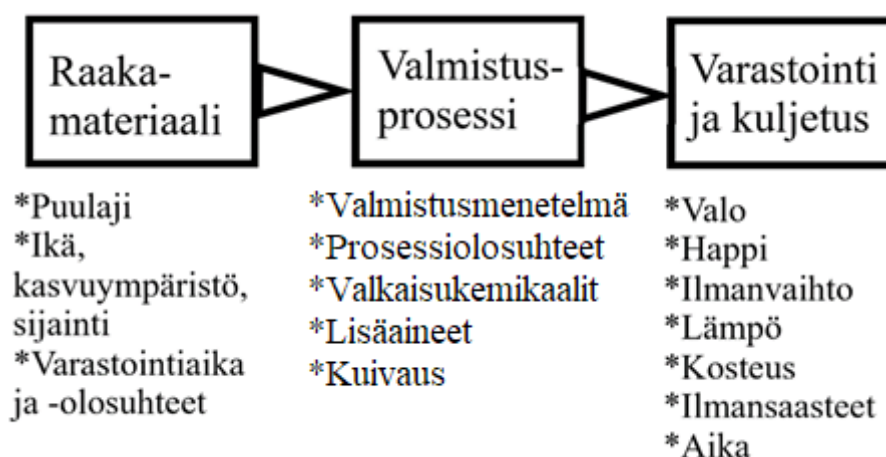 Raaka-
materiaali
*Puulaji
*Ikä,
kasvuympäristö,
sijainti
*Varastointiaika
ja -olosuhteet
Valmistus-
prosessi
*Valmistusmenetelmä
*Prosessiolosuhteet
*Valkaisukemikaalit
*Lisäaineet
*Kuivaus
Varastointi
ja kuljetus
*Valo
*Happi
*Ilmanvaihto
*Lämpö
*Kosteus
*Ilmansaasteet
*Aika